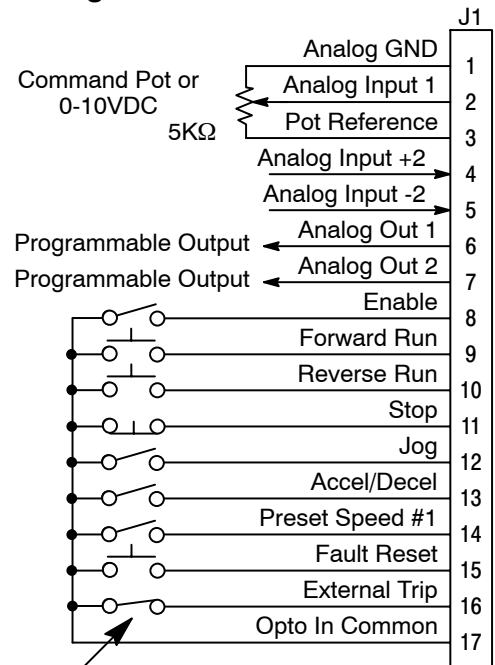 J1
Analog GND 1
Command Pot or
0-10VDC
Analog Input 1 2
5KΩ
Pot Reference 3
Analog Input +2 4
Analog Input -2 5
Programmable Output Analog Out 1 6
Programmable Output Analog Out 2 7
Enable 8
Forward Run 9
Reverse Run 10
Stop 11
Jog 12
Accel/Decel 13
Preset Speed #1 14
Fault Reset 15
External Trip 16
Opto In Common 17